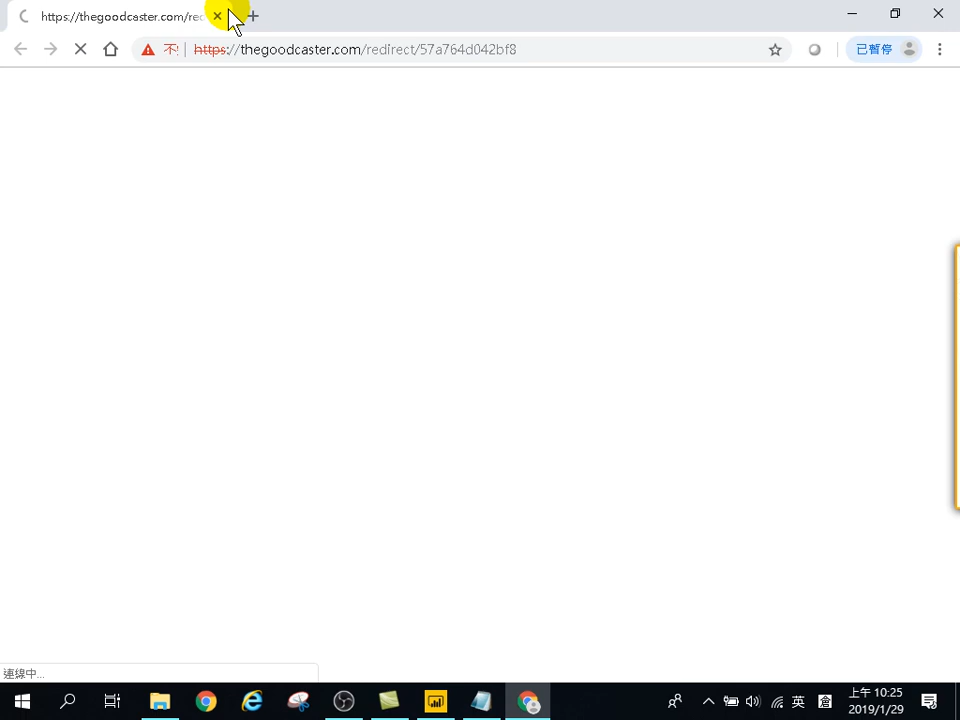 https://thegoodcaster.com/rec
https://thegoodcaster.com/redirect/57a764d042bf8
已暫停
連線中...
英
倉
上午 10:25
2019/1/29